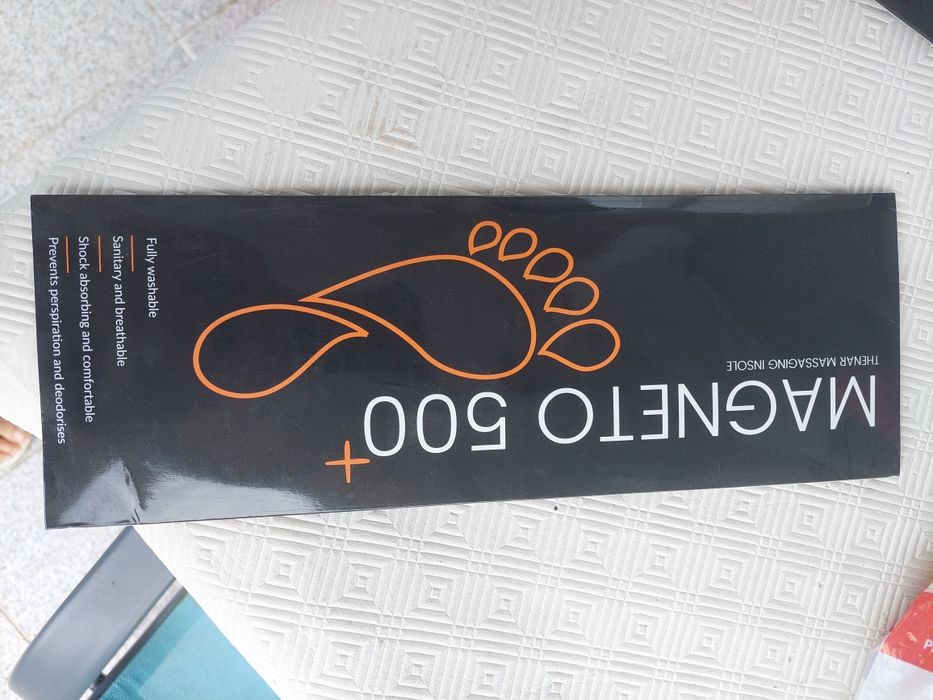 MAGNETO 500+
THENAR MASSAGING INSOLE
Fully washable
Sanitary and breathable
Shock absorbing and comfortable
Prevents perspiration and deodorises